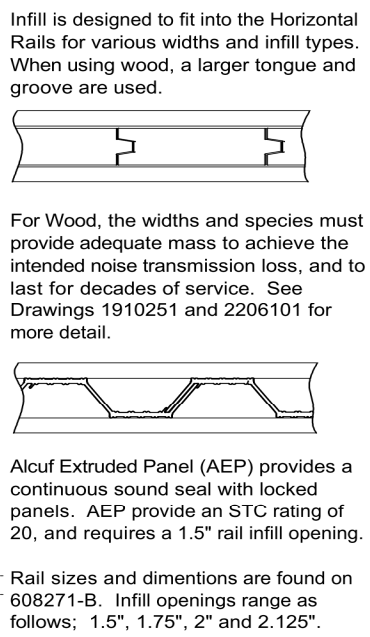 Infill is designed to fit into the Horizontal
Rails for various widths and infill types.
When using wood, a larger tongue and
groove are used.
For Wood, the widths and species must
provide adequate mass to achieve the
intended noise transmission loss, and to
last for decades of service.  See
Drawings 1910251 and 2206101 for
more detail.
Alcuf Extruded Panel (AEP) provides a
continuous sound seal with locked
panels.  AEP provide an STC rating of
20, and requires a 1.5" rail infill opening.
Rail sizes and dimentions are found on
608271-B.  Infill openings range as
follows;  1.5", 1.75", 2" and 2.125".